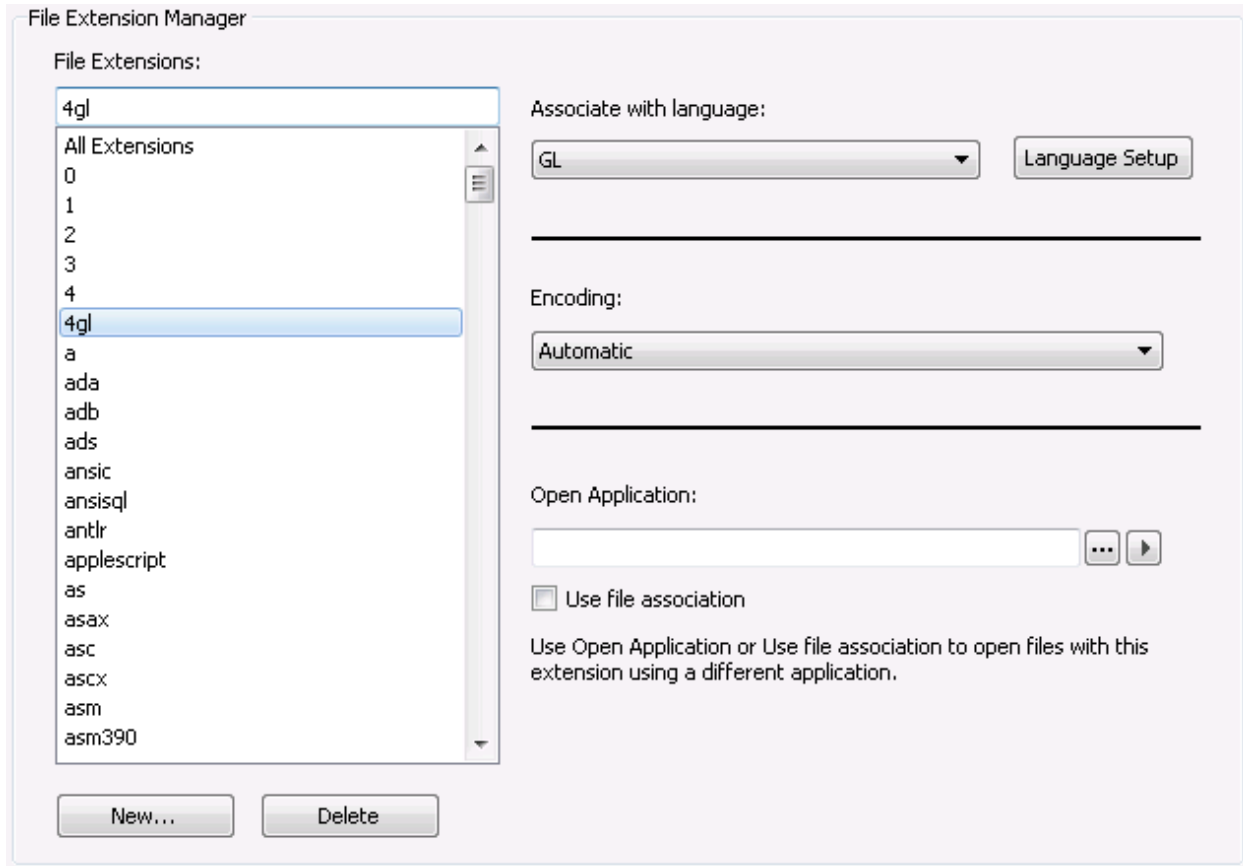 File Extension Manager
File Extensions:
4gl
All Extensions
0
1
2
3
4
4gl
a
ada
adb
ads
ansic
ansisql
antlr
applescript
as
asax
asc
ascx
asm
asm390
New...
Delete
Associate with language:
GL
Language Setup
Encoding:
Automatic
Open Application:
...
Use file association
Use Open Application or Use file association to open files with this
extension using a different application.